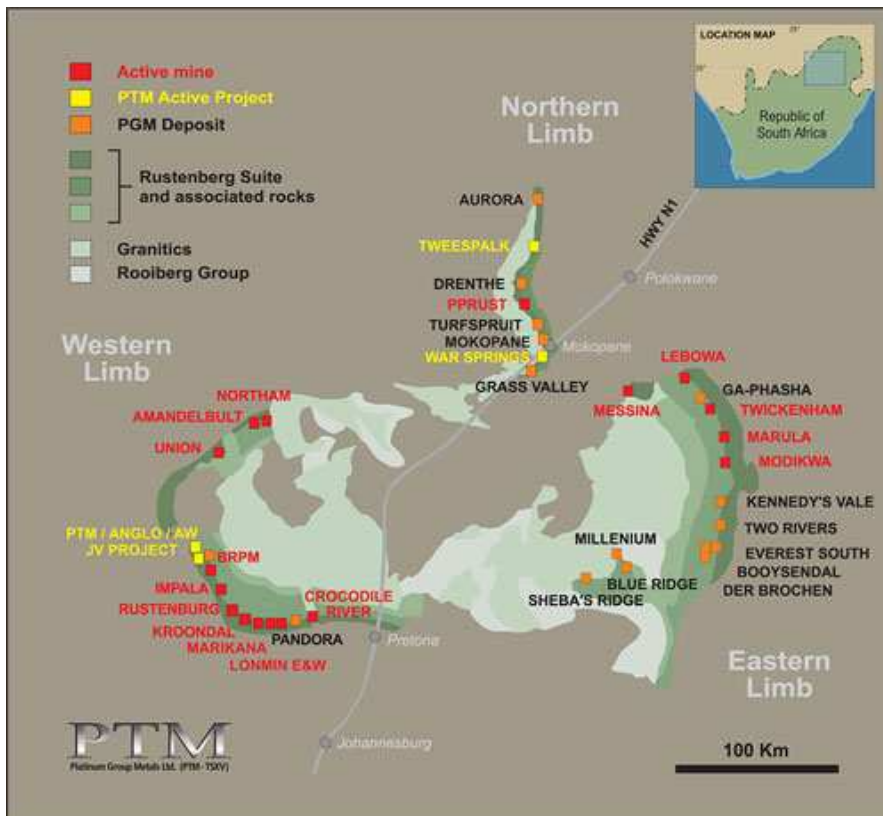 Active mine
PTM Active Project
PGM Deposit
Rustenberg Suite
and associated rocks
Granitics
Rooiberg Group
LOCATION MAP
25°
25°
Republic of
South Africa
Northern
Limb
HWY N1
AURORA
TWEESPALK
Polokwane
DRENTHE
PPRUST
TURFSPRUIT
MOKOPANE
Mokopane
WAR SPRINGS
GRASS VALLEY
Western
Limb
NORTHAM
AMANDELBULT
UNION
LEBOWA
GA-PHASHA
MESSINA
TWICKENHAM
MARULA
MODIKWA
KENNEDY'S VALE
TWO RIVERS
EVEREST SOUTH
BOOYSENDAL
DER BROCHEN
MILLENIUM
BLUE RIDGE
SHEBA'S RIDGE
PTM / ANGLO / AW
JV PROJECT
BRPM
IMPALA
RUSTENBURG
CROCODILE
RIVER
KROONDAL
MARIKANA
PANDORA
LONMIN E&W
Pretoria
Eastern
Limb
Johannesburg
PTM
Platinum Group Metals Ltd. (PTM - TSXV)
100 Km